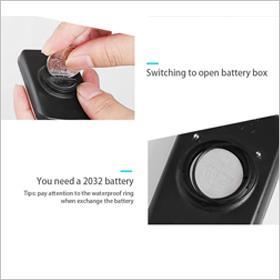 Switching to open battery box
You need a 2032 battery
Tips: pay attention to the waterproof ring
when exchange the battery